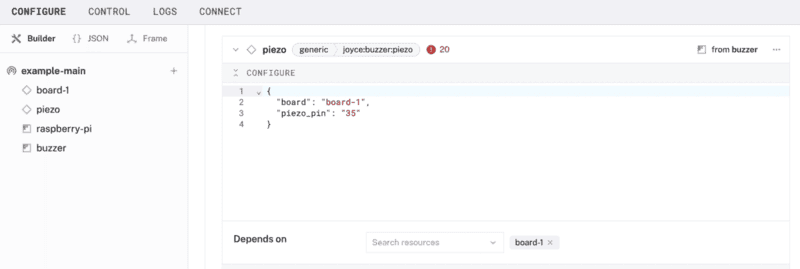 CONFIGURE CONTROL LOGS CONNECT
Builder {} JSON Frame
example-main +
board-1
piezo
raspberry-pi
buzzer
piezo generic joyce:buzzer:piezo 20 from buzzer ...
CONFIGURE
1 {
2 "board": "board-1",
3 "piezo_pin": "35"
4 }
Depends on Search resources board-1 ×